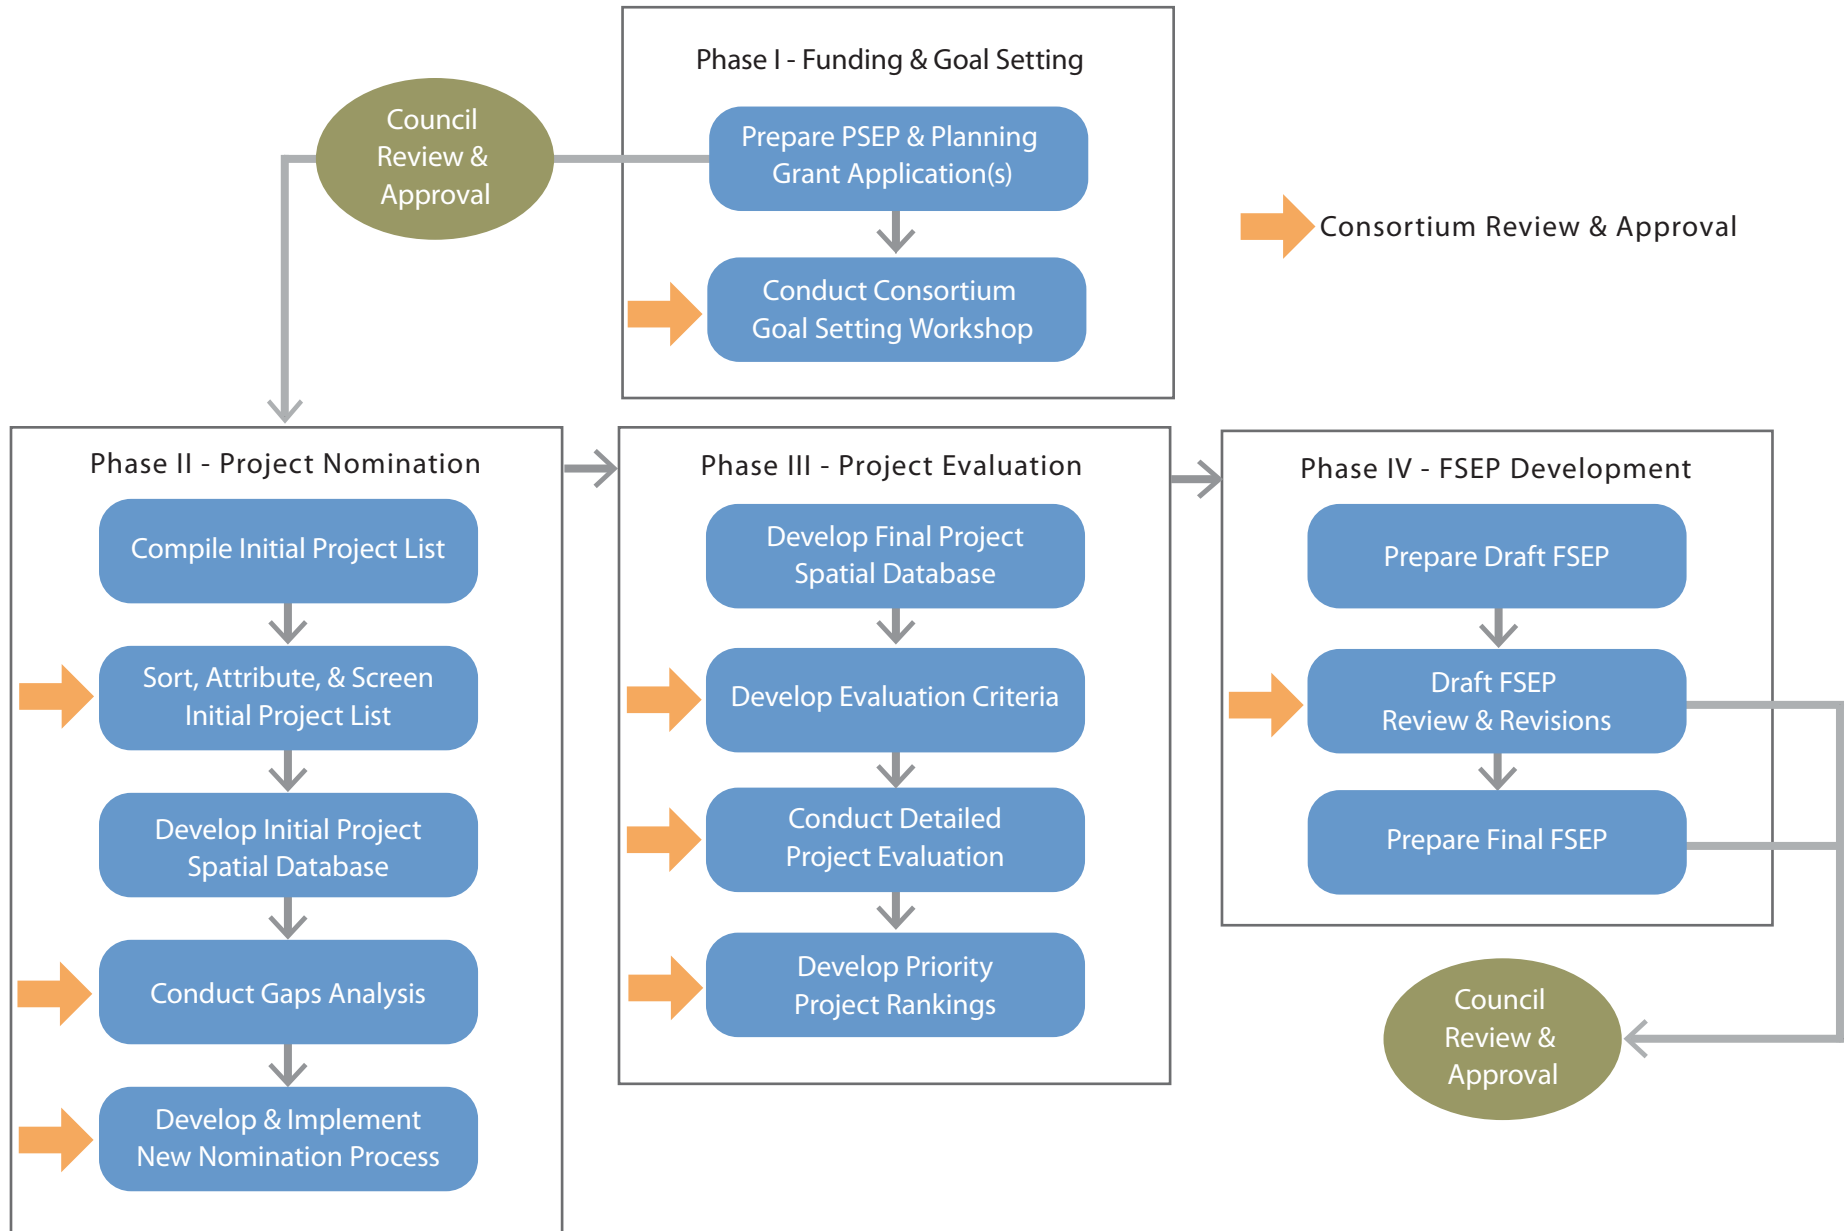 Phase I - Funding & Goal Setting
Council
Review &
Approval
Prepare PSEP & Planning
Grant Application(s)
Consortium Review & Approval
Conduct Consortium
Goal Setting Workshop
Phase II - Project Nomination
Compile Initial Project List
Sort, Attribute, & Screen
Initial Project List
Develop Initial Project
Spatial Database
Conduct Gaps Analysis
Develop & Implement
New Nomination Process
Phase III - Project Evaluation
Develop Final Project
Spatial Database
Develop Evaluation Criteria
Conduct Detailed
Project Evaluation
Develop Priority
Project Rankings
Phase IV - FSEP Development
Prepare Draft FSEP
Draft FSEP
Review & Revisions
Prepare Final FSEP
Council
Review &
Approval